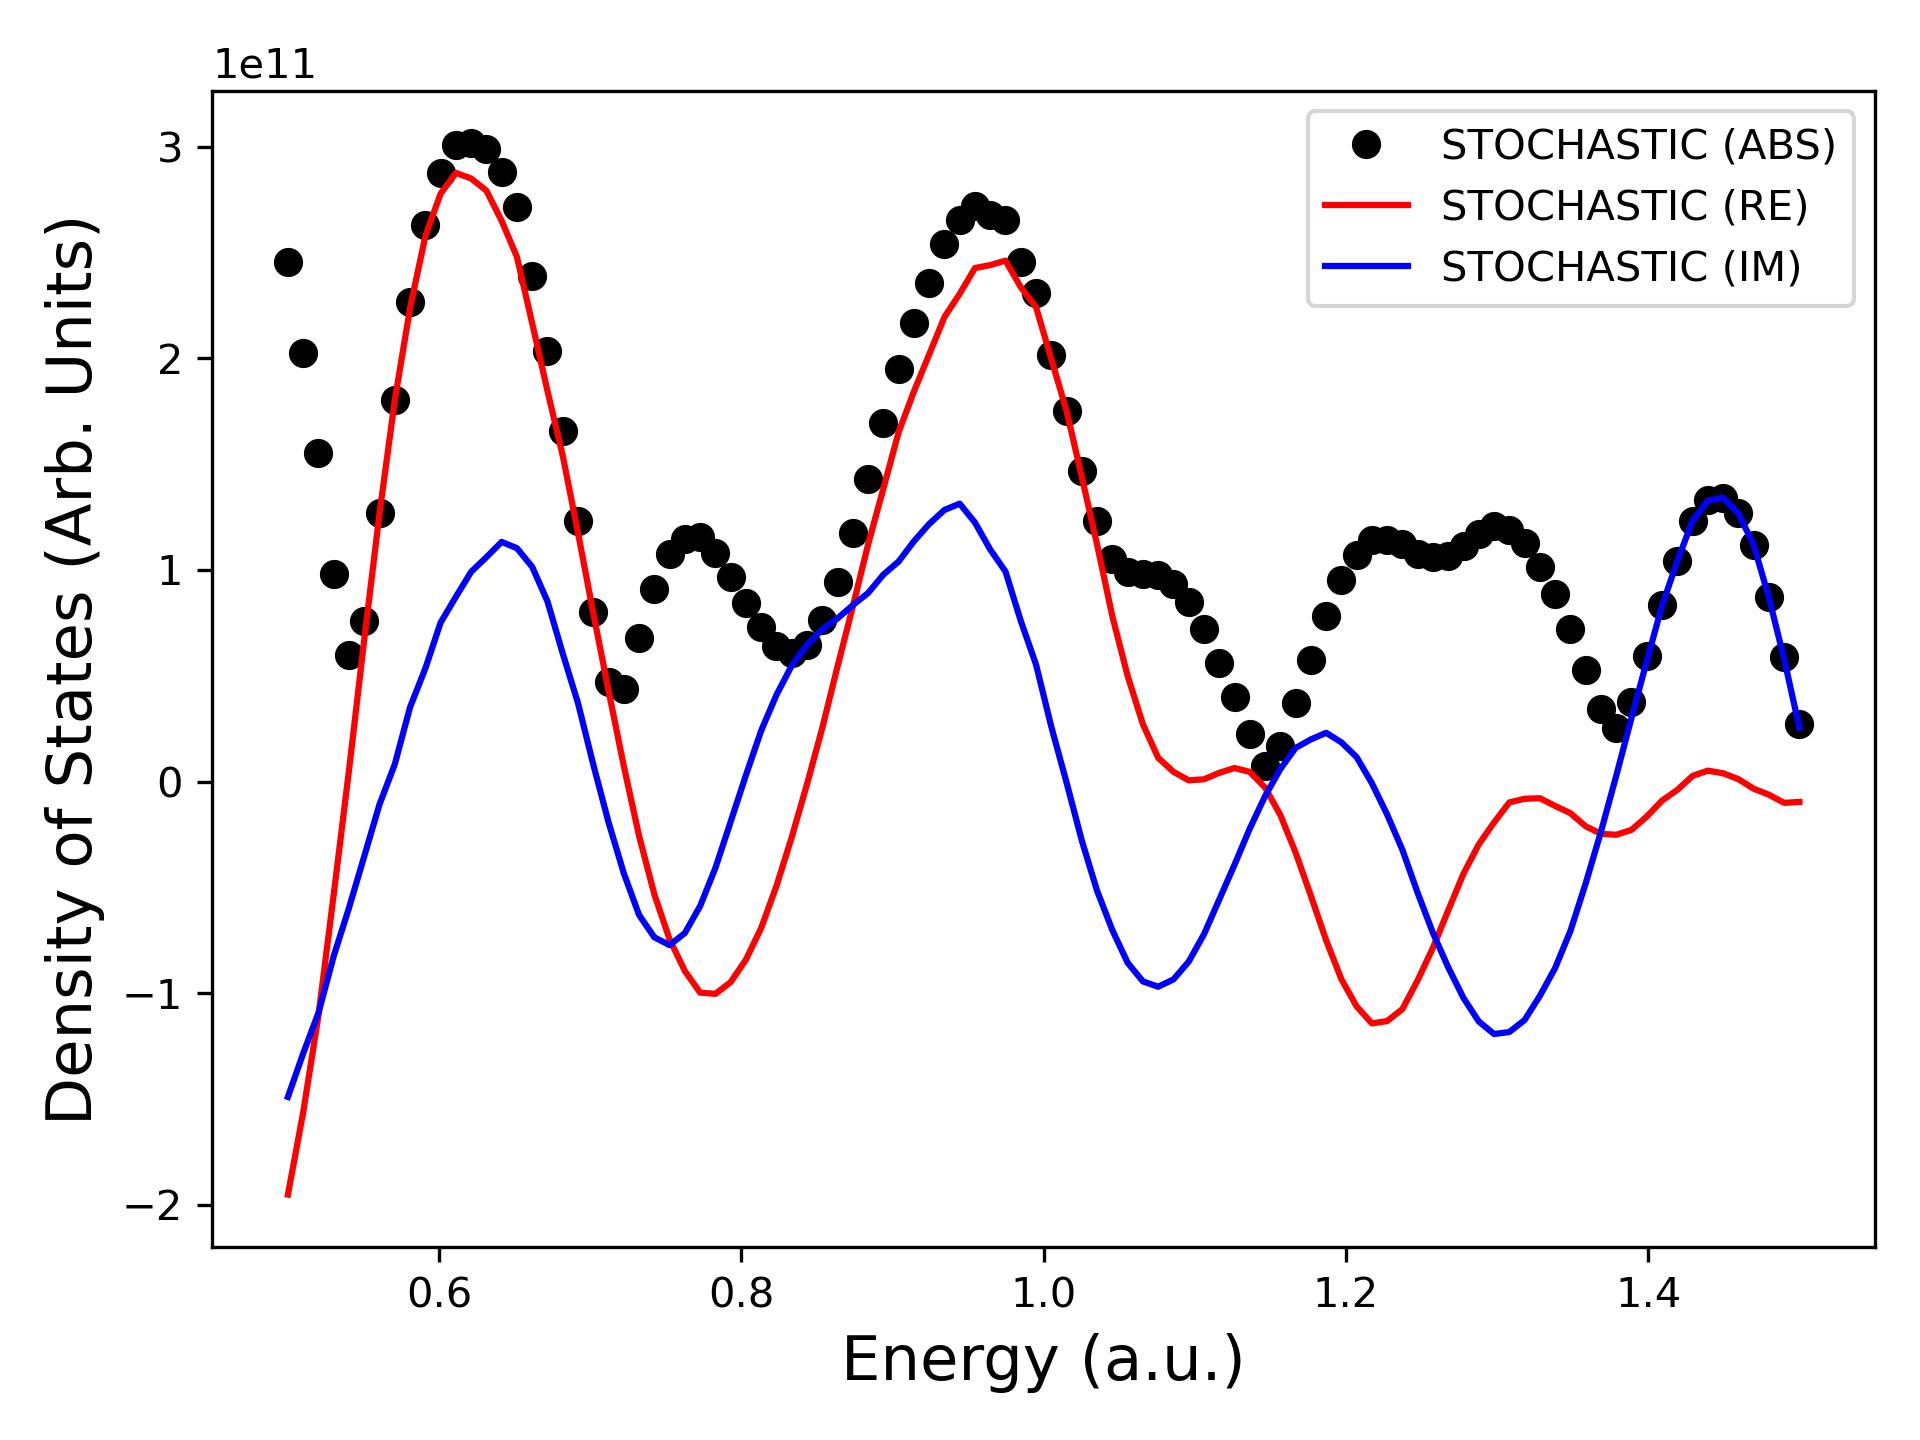 1e11
3
2
1
0
−1
−2
Density of States (Arb. Units)
STOCHASTIC (ABS)
STOCHASTIC (RE)
STOCHASTIC (IM)
0.6 0.8 1.0 1.2 1.4
Energy (a.u.)